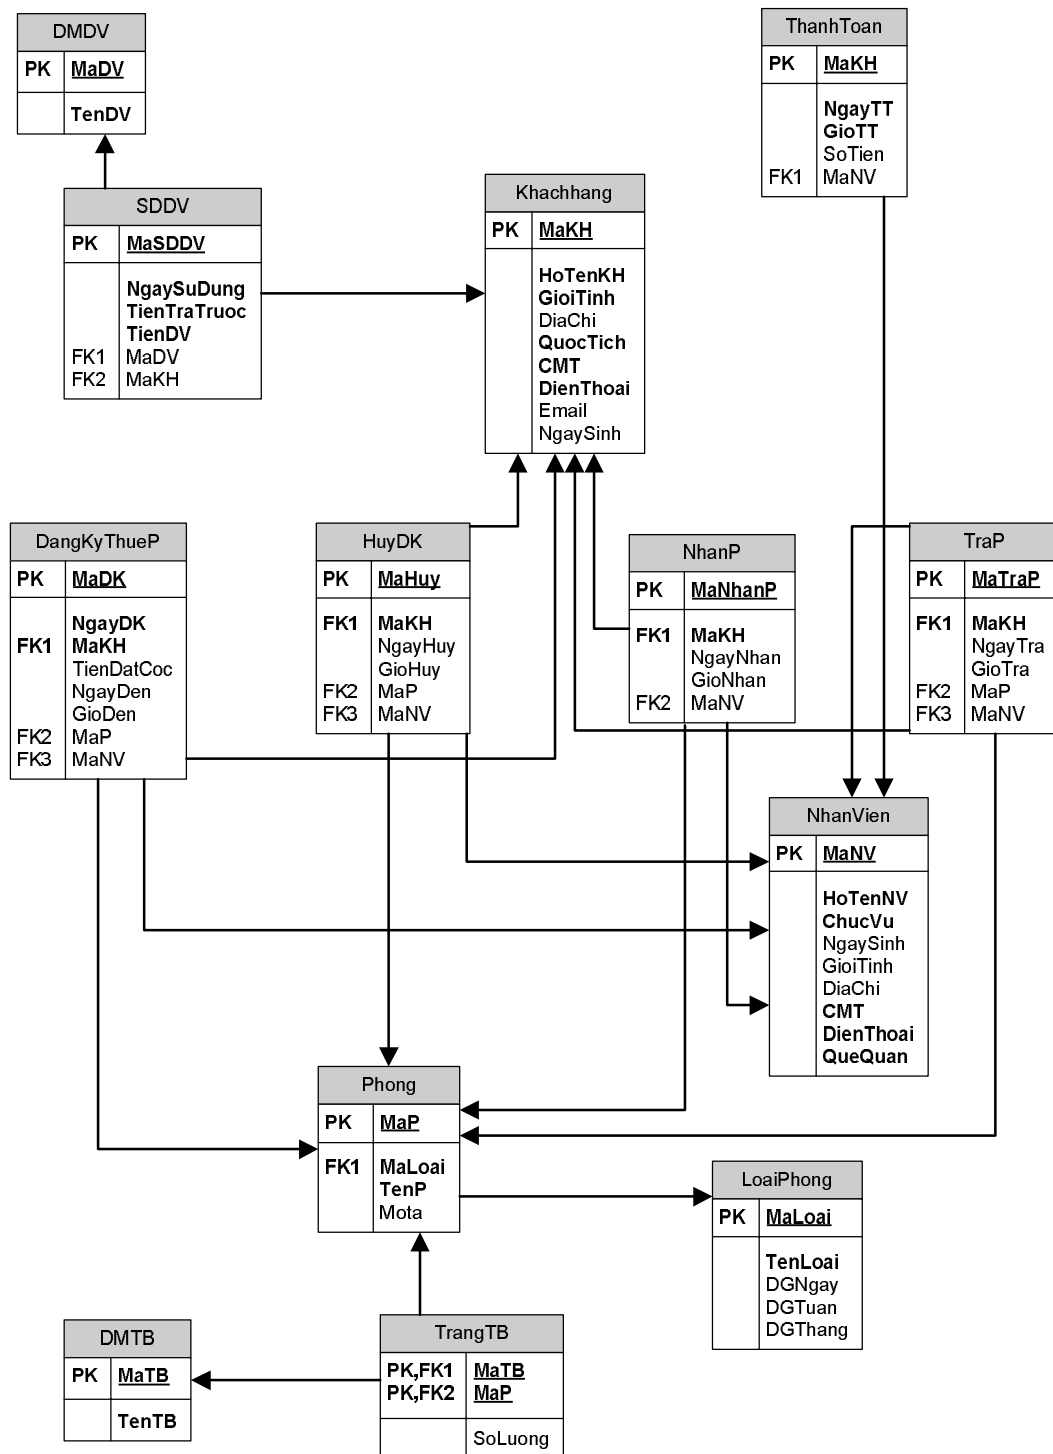 DMDV
PK MaDV
TenDV
ThanhToan
PK MaKH
NgayTT
GioTT
SoTien
FK1 MaNV
SDDV
PK MaSDDV
NgaySuDung
TienTraTruoc
TienDV
FK1 MaDV
FK2 MaKH
Khachhang
PK MaKH
HoTenKH
GioiTinh
DiaChi
QuocTich
CMT
DienThoai
Email
NgaySinh
DangKyThueP
PK MaDK
NgayDK
FK1 MaKH
TienDatCoc
NgayDen
GioDen
FK2 MaP
FK3 MaNV
HuyDK
PK MaHuy
FK1 MaKH
NgayHuy
GioHuy
FK2 MaP
FK3 MaNV
NhanP
PK MaNhanP
FK1 MaKH
NgayNhan
GioNhan
FK2 MaNV
TraP
PK MaTraP
FK1 MaKH
NgayTra
GioTra
FK2 MaP
FK3 MaNV
NhanVien
PK MaNV
HoTenNV
ChucVu
NgaySinh
GioiTinh
DiaChi
CMT
DienThoai
QueQuan
Phong
PK MaP
FK1 MaLoai
TenP
Mota
LoaiPhong
PK MaLoai
TenLoai
DGNgay
DGTuan
DGThang
DMTB
PK MaTB
TenTB
TrangTB
PK,FK1 MaTB
PK,FK2 MaP
SoLuong